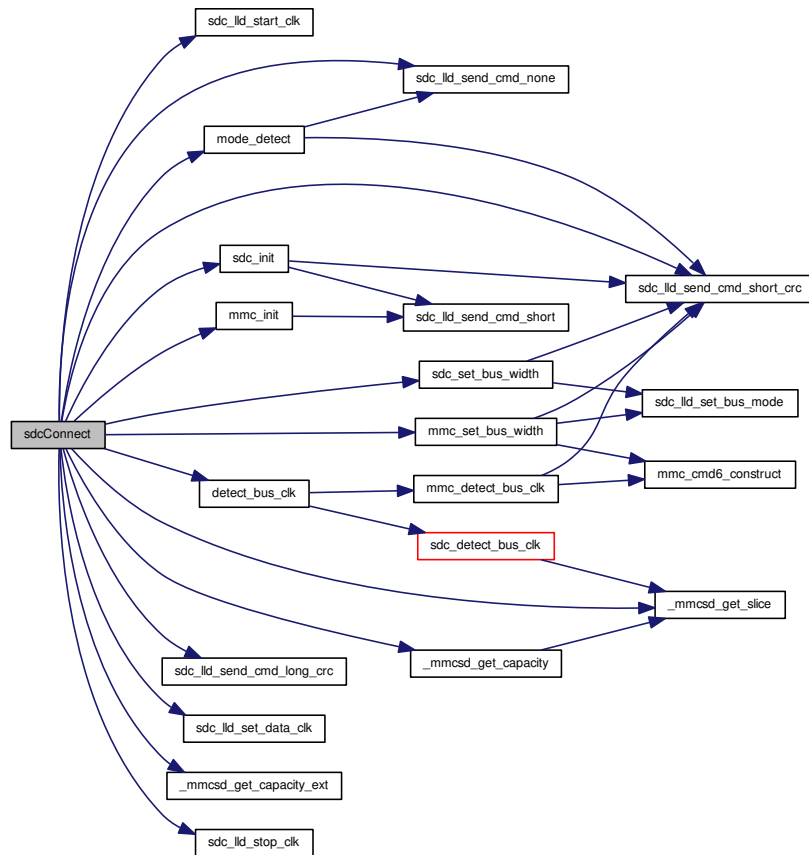 sdc_lld_start_clk
sdc_lld_send_cmd_none
mode_detect
sdc_init
sdc_lld_send_cmd_short_crc
mmc_init
sdc_lld_send_cmd_short
sdc_set_bus_width
sdc_lld_set_bus_mode
sdcConnect
mmc_set_bus_width
mmc_cmd6_construct
detect_bus_clk
mmc_detect_bus_clk
sdc_detect_bus_clk
_mmcsd_get_slice
sdc_lld_send_cmd_long_crc
_mmcsd_get_capacity
sdc_lld_set_data_clk
_mmcsd_get_capacity_ext
sdc_lld_stop_clk